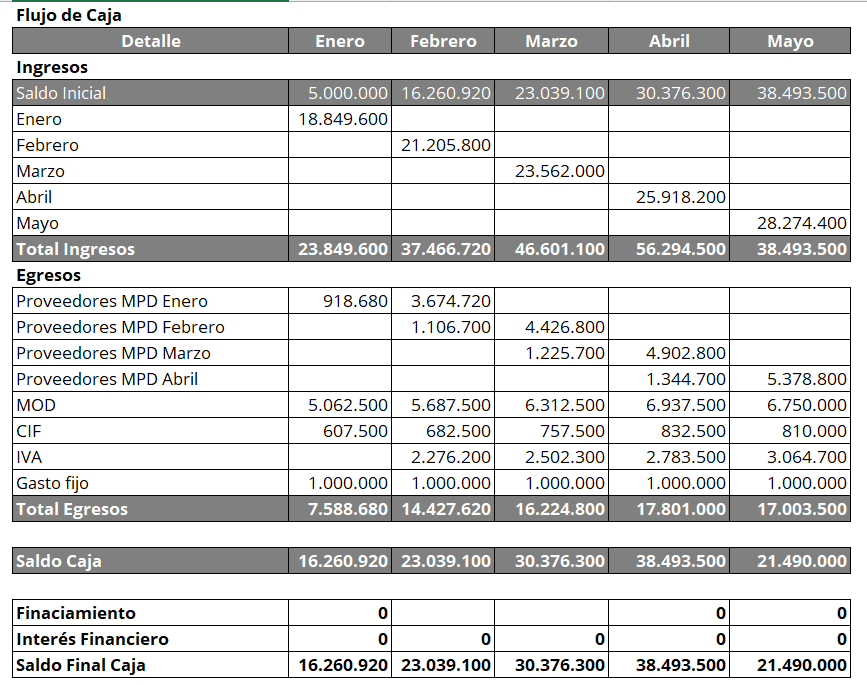 Flujo de Caja
Detalle Enero Febrero Marzo Abril Mayo
Ingresos
Saldo Inicial 5.000.000 16.260.920 23.039.100 30.376.300 38.493.500
Enero 18.849.600
Febrero 21.205.800
Marzo 23.562.000
Abril 25.918.200
Mayo 28.274.400
Total Ingresos 23.849.600 37.466.720 46.601.100 56.294.500 38.493.500
Egresos
Proveedores MPD Enero 918.680 3.674.720
Proveedores MPD Febrero 1.106.700 4.426.800
Proveedores MPD Marzo 1.225.700 4.902.800
Proveedores MPD Abril 1.344.700 5.378.800
MOD 5.062.500 5.687.500 6.312.500 6.937.500 6.750.000
CIF 607.500 682.500 757.500 832.500 810.000
IVA 2.276.200 2.502.300 2.783.500 3.064.700
Gasto fijo 1.000.000 1.000.000 1.000.000 1.000.000 1.000.000
Total Egresos 7.588.680 14.427.620 16.224.800 17.801.000 17.003.500
Saldo Caja 16.260.920 23.039.100 30.376.300 38.493.500 21.490.000
Finaciamiento 0 0 0
Interés Financiero 0 0 0 0 0
Saldo Final Caja 16.260.920 23.039.100 30.376.300 38.493.500 21.490.000